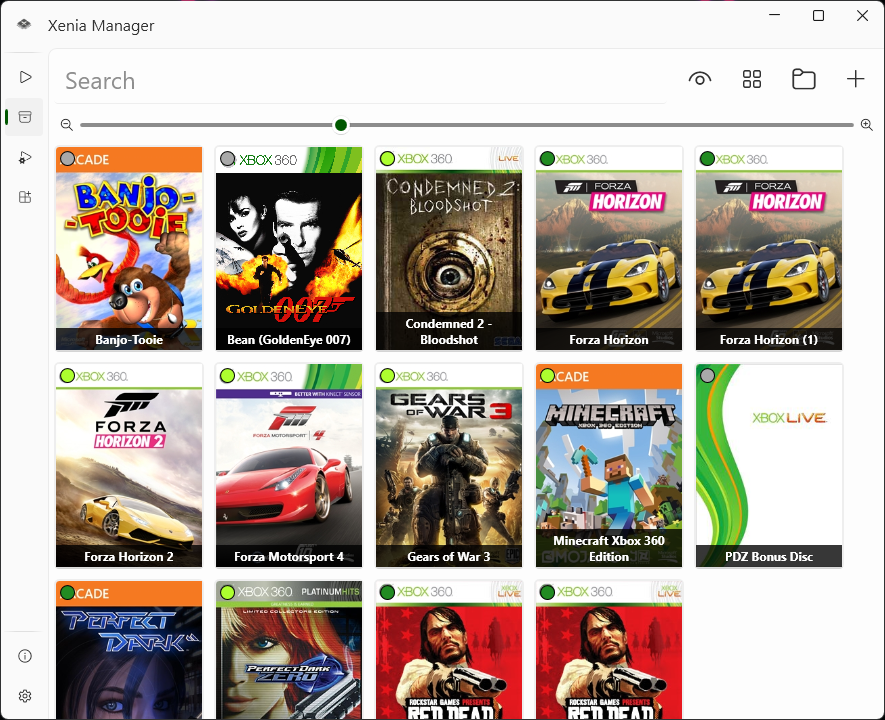 Xenia Manager
Search
CADE
BANJO-
-TOOIE
Banjo-Tooie
XBOX 360
GOLDENEYE 007
Bean (GoldenEye 007)
XBOX 360
LIVE
CONDEMNED 2:
BLOODSHOT
SEGA
Condemned 2 -
Bloodshot
XBOX 360
FORZA
HORIZON
Forza Horizon
XBOX 360
FORZA
HORIZON
Forza Horizon (1)
XBOX 360
FORZA
HORIZON 2
Forza Horizon 2
XBOX 360
BETTER WITH KINECT SENSOR
FORZA MOTORSPORT 4
Forza Motorsport 4
XBOX 360
GEARS
OF WAR 3
Gears of War 3
CADE
MINECRAFT
XBOX 360 EDITION
Minecraft Xbox 360
Edition
XBOX LIVE
PDZ Bonus Disc
CADE
PERFECT
DARK
XBOX 360 PLATINUM HITS
LIMITED COLLECTOR'S EDITION
PERFECT DARK
ZERO
XBOX 360
XBOX
LIVE
ROCKSTAR GAMES PRESENTS
RED DEAD
XBOX 360
XBOX
LIVE
ROCKSTAR GAMES PRESENTS
RED DEAD